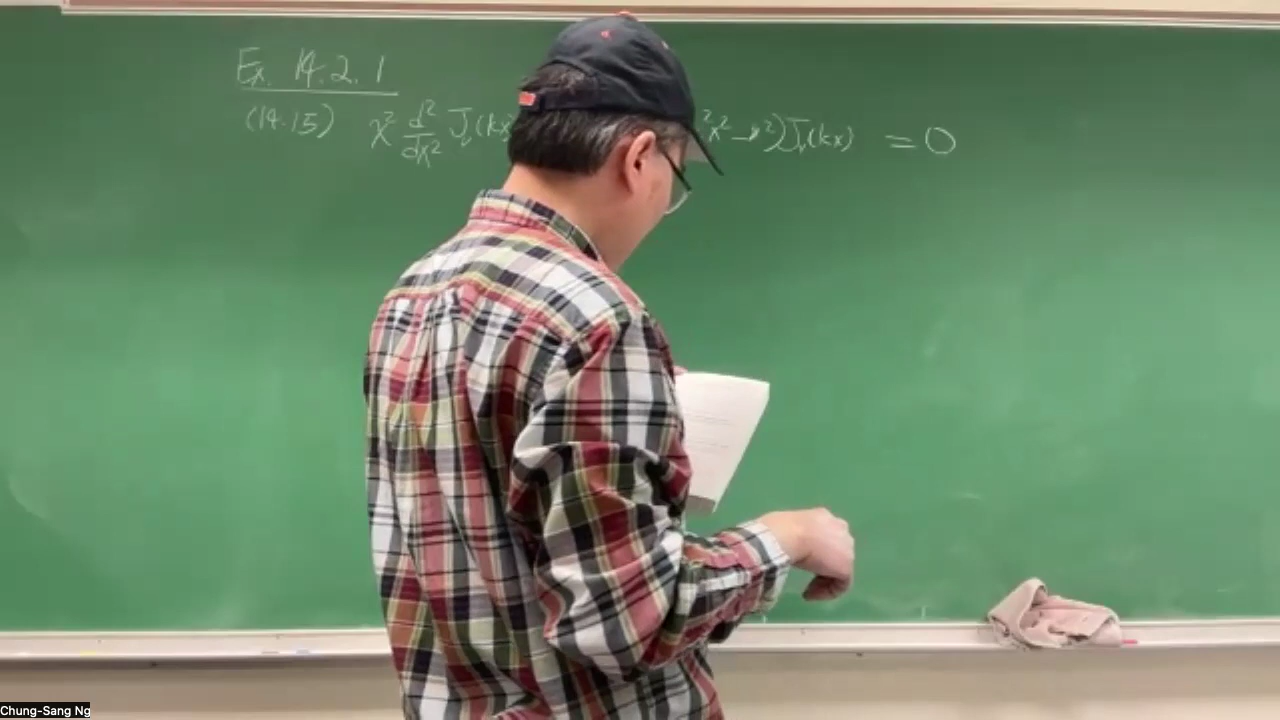 Ex. 14.2.1
(14.15) x² d²/dx² J_ν(kx ²x² - ν²)J_ν(kx) = 0
Chung-Sang Ng